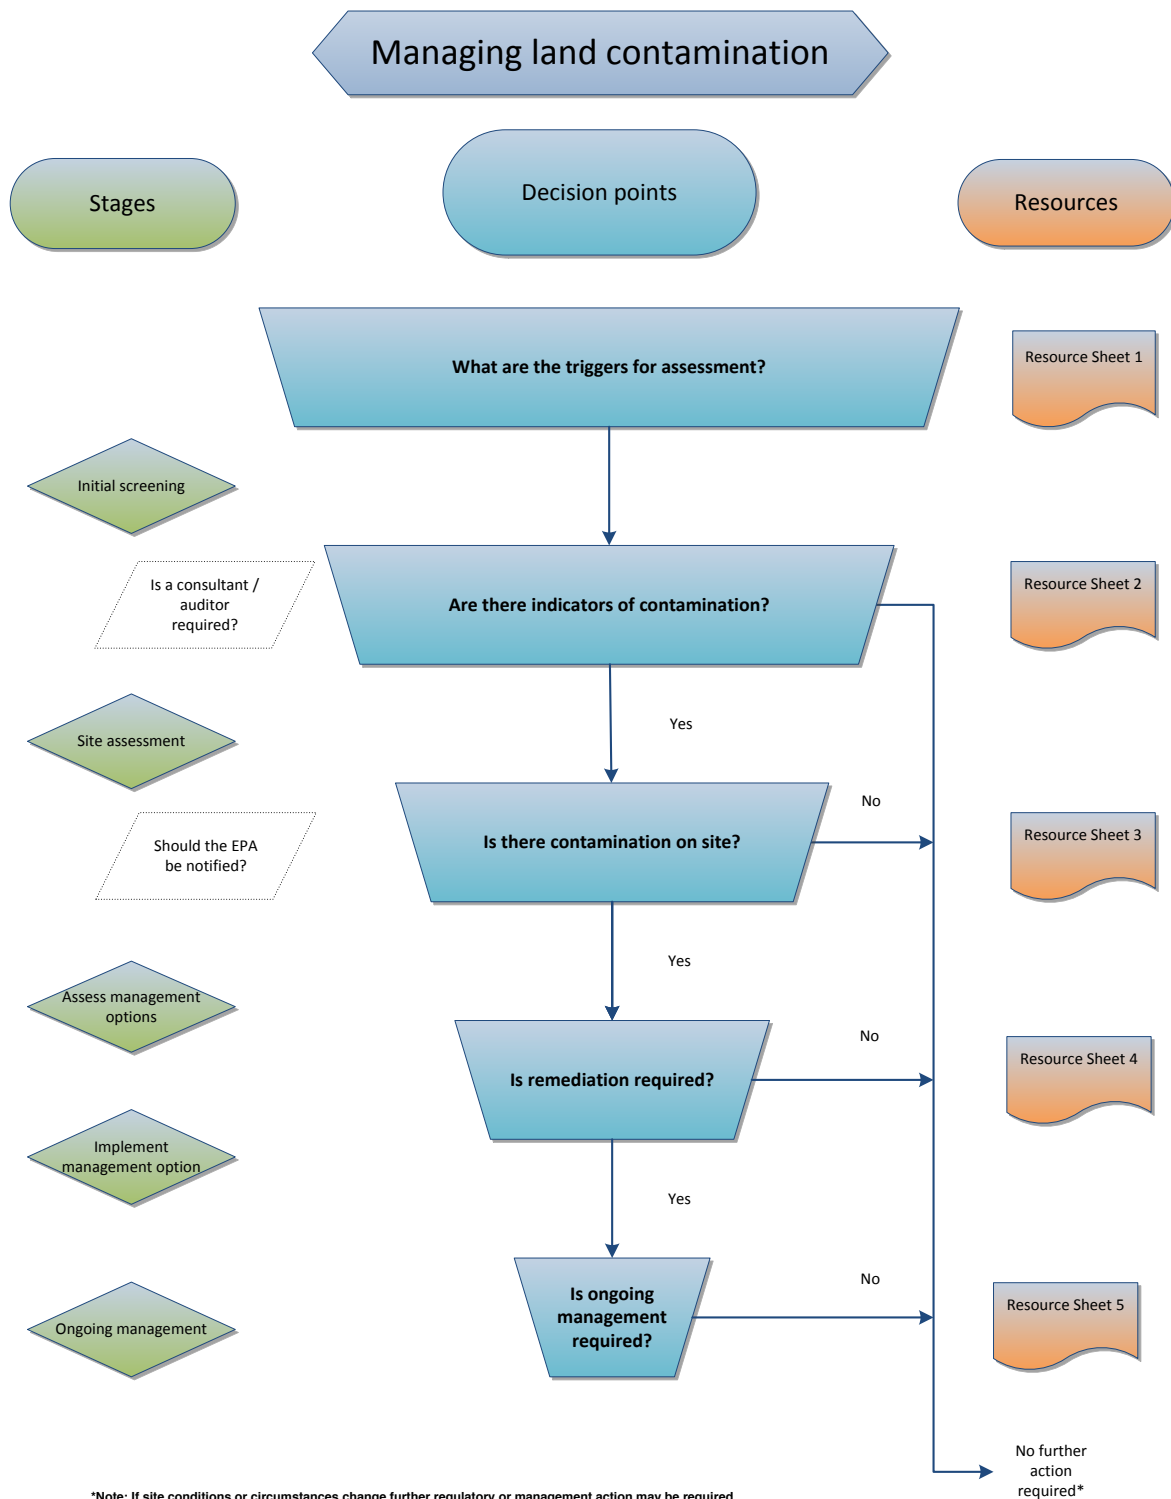 Managing land contamination
Stages
Decision points
Resources
What are the triggers for assessment?
Resource Sheet 1
Initial screening
Is a consultant /
auditor
required?
Are there indicators of contamination?
Resource Sheet 2
Yes
Site assessment
No
Should the EPA
be notified?
Is there contamination on site?
Resource Sheet 3
Yes
Assess management
options
No
Is remediation required?
Resource Sheet 4
Implement
management option
Yes
No
Ongoing management
Is ongoing
management
required?
Resource Sheet 5
No further
action
required*
*Note: If site conditions or circumstances change further regulatory or management action may be required